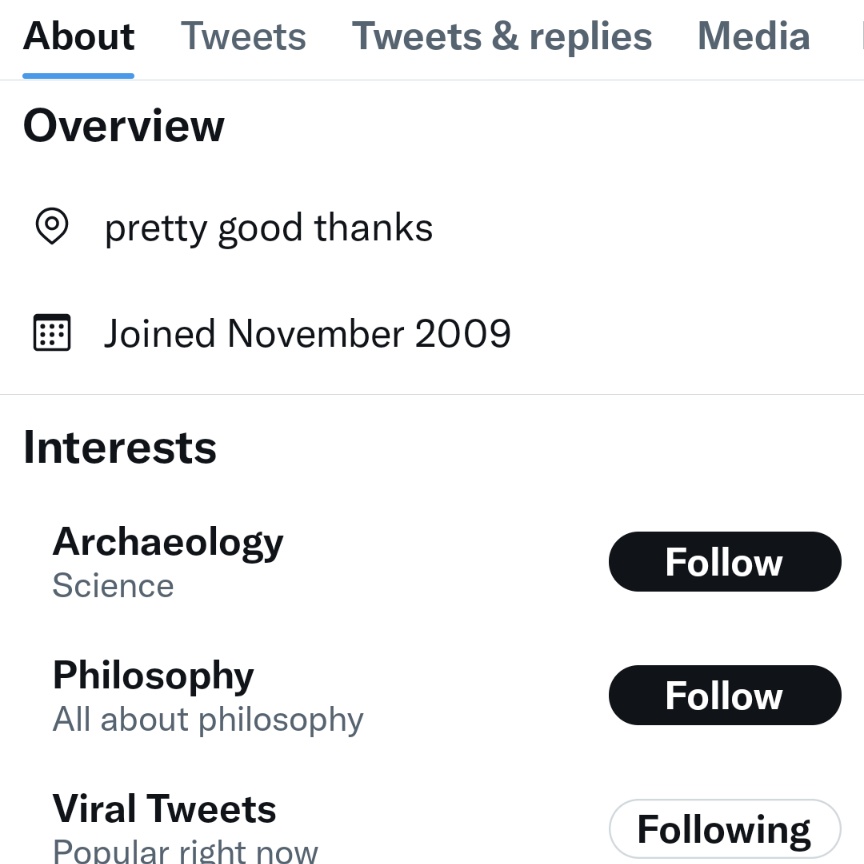 About Tweets Tweets & replies Media
Overview
pretty good thanks
Joined November 2009
Interests
Archaeology
Science
Follow
Philosophy
All about philosophy
Follow
Viral Tweets
Popular right now
Following